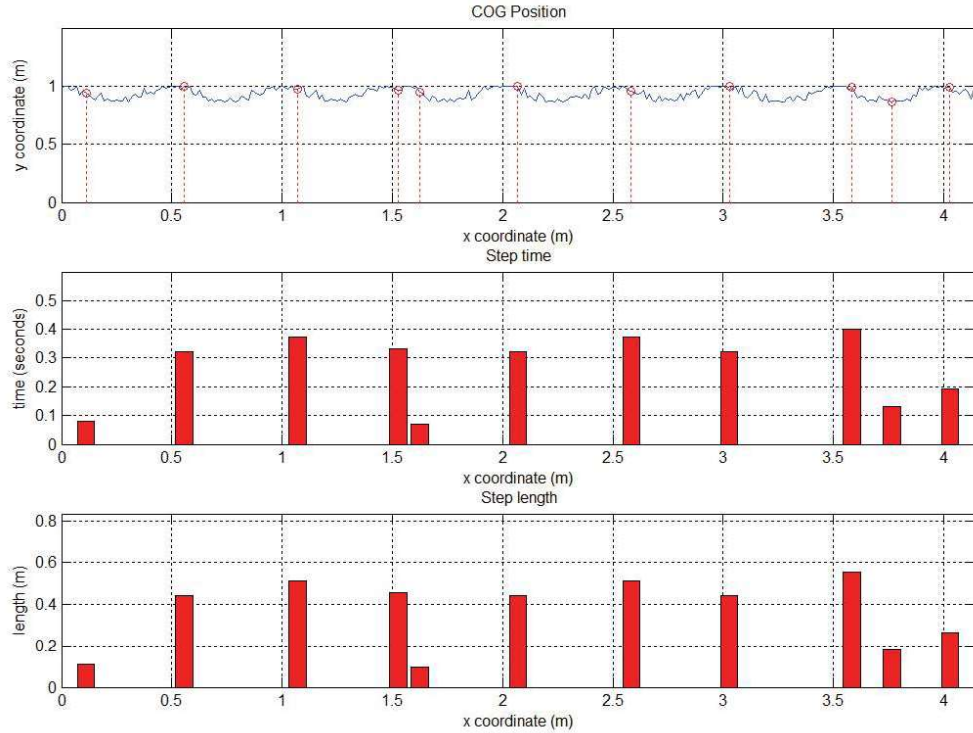 COG Position
y coordinate (m)
1
0.5
0
0 0.5 1 1.5 2 2.5 3 3.5 4
x coordinate (m)
Step time
time (seconds)
0.5
0.4
0.3
0.2
0.1
0
0 0.5 1 1.5 2 2.5 3 3.5 4
x coordinate (m)
Step length
length (m)
0.8
0.6
0.4
0.2
0
0 0.5 1 1.5 2 2.5 3 3.5 4
x coordinate (m)